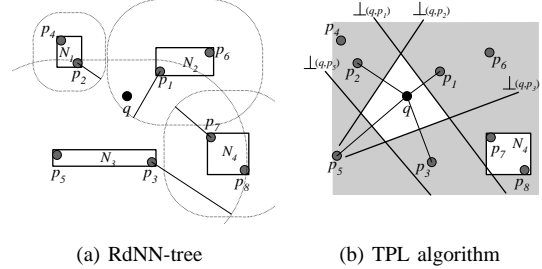 p4
N1
p2
N2
p6
p1
q
p7
N4
p8
N3
p5
p3
(a) RdNN-tree
⊥(q,p1)
⊥(q,p2)
p4
⊥(q,p5)
p2
p1
p6
⊥(q,p3)
q
p7
N4
p5
p3
p8
(b) TPL algorithm